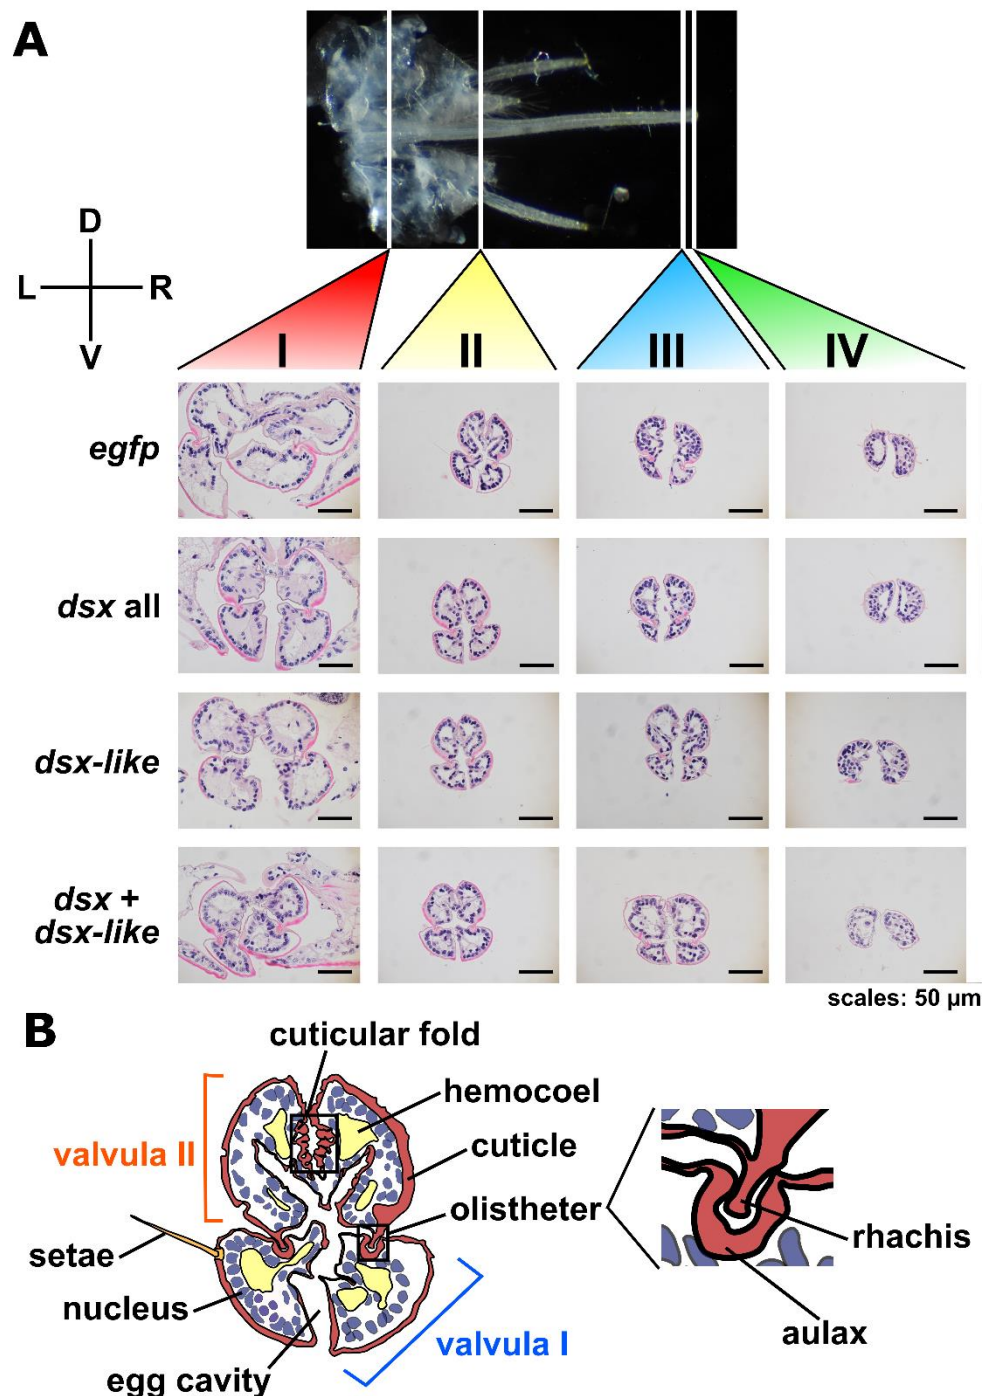 A
D
L R
V
I II III IV
egfp
dsx all
dsx-like
dsx +
dsx-like
scales: 50 µm
B
cuticular fold
hemocoel
valvula II
cuticle
olistheter
setae
rhachis
nucleus
aulax
valvula I
egg cavity